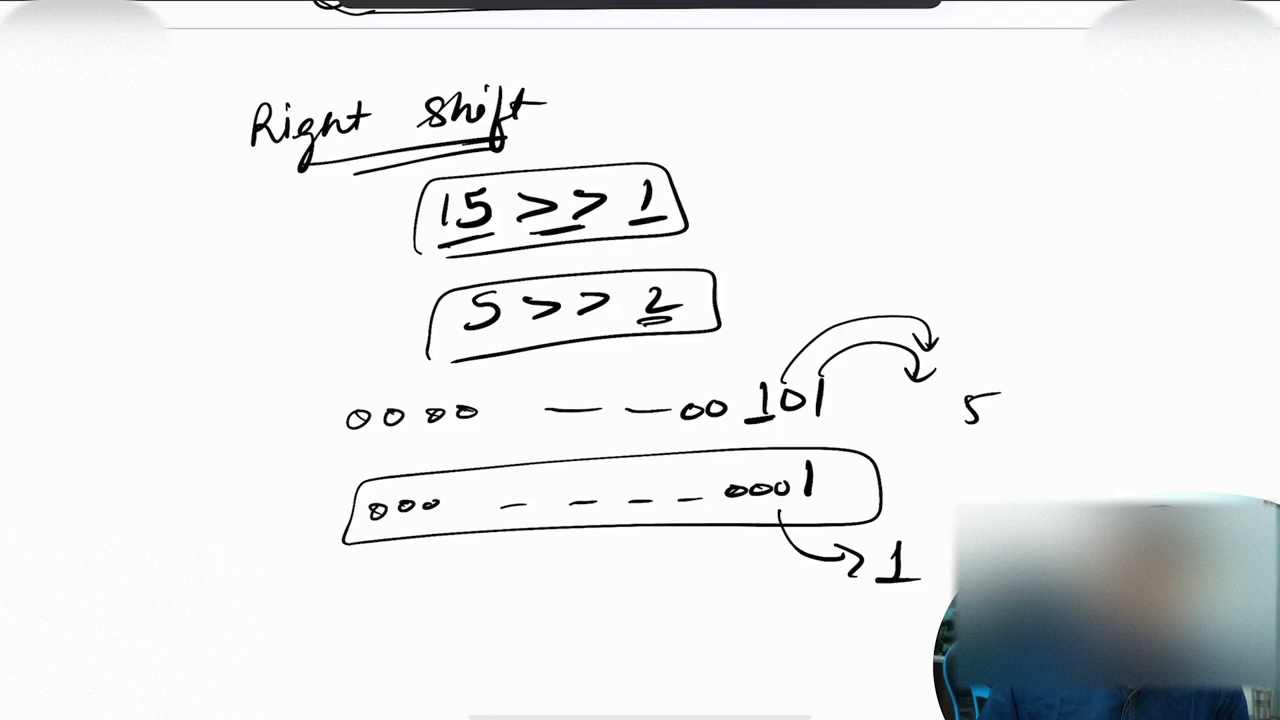 Right Shift
15 >> 1
5 >> 2
0000 — — 00101 5
000 - - - - 0001
1